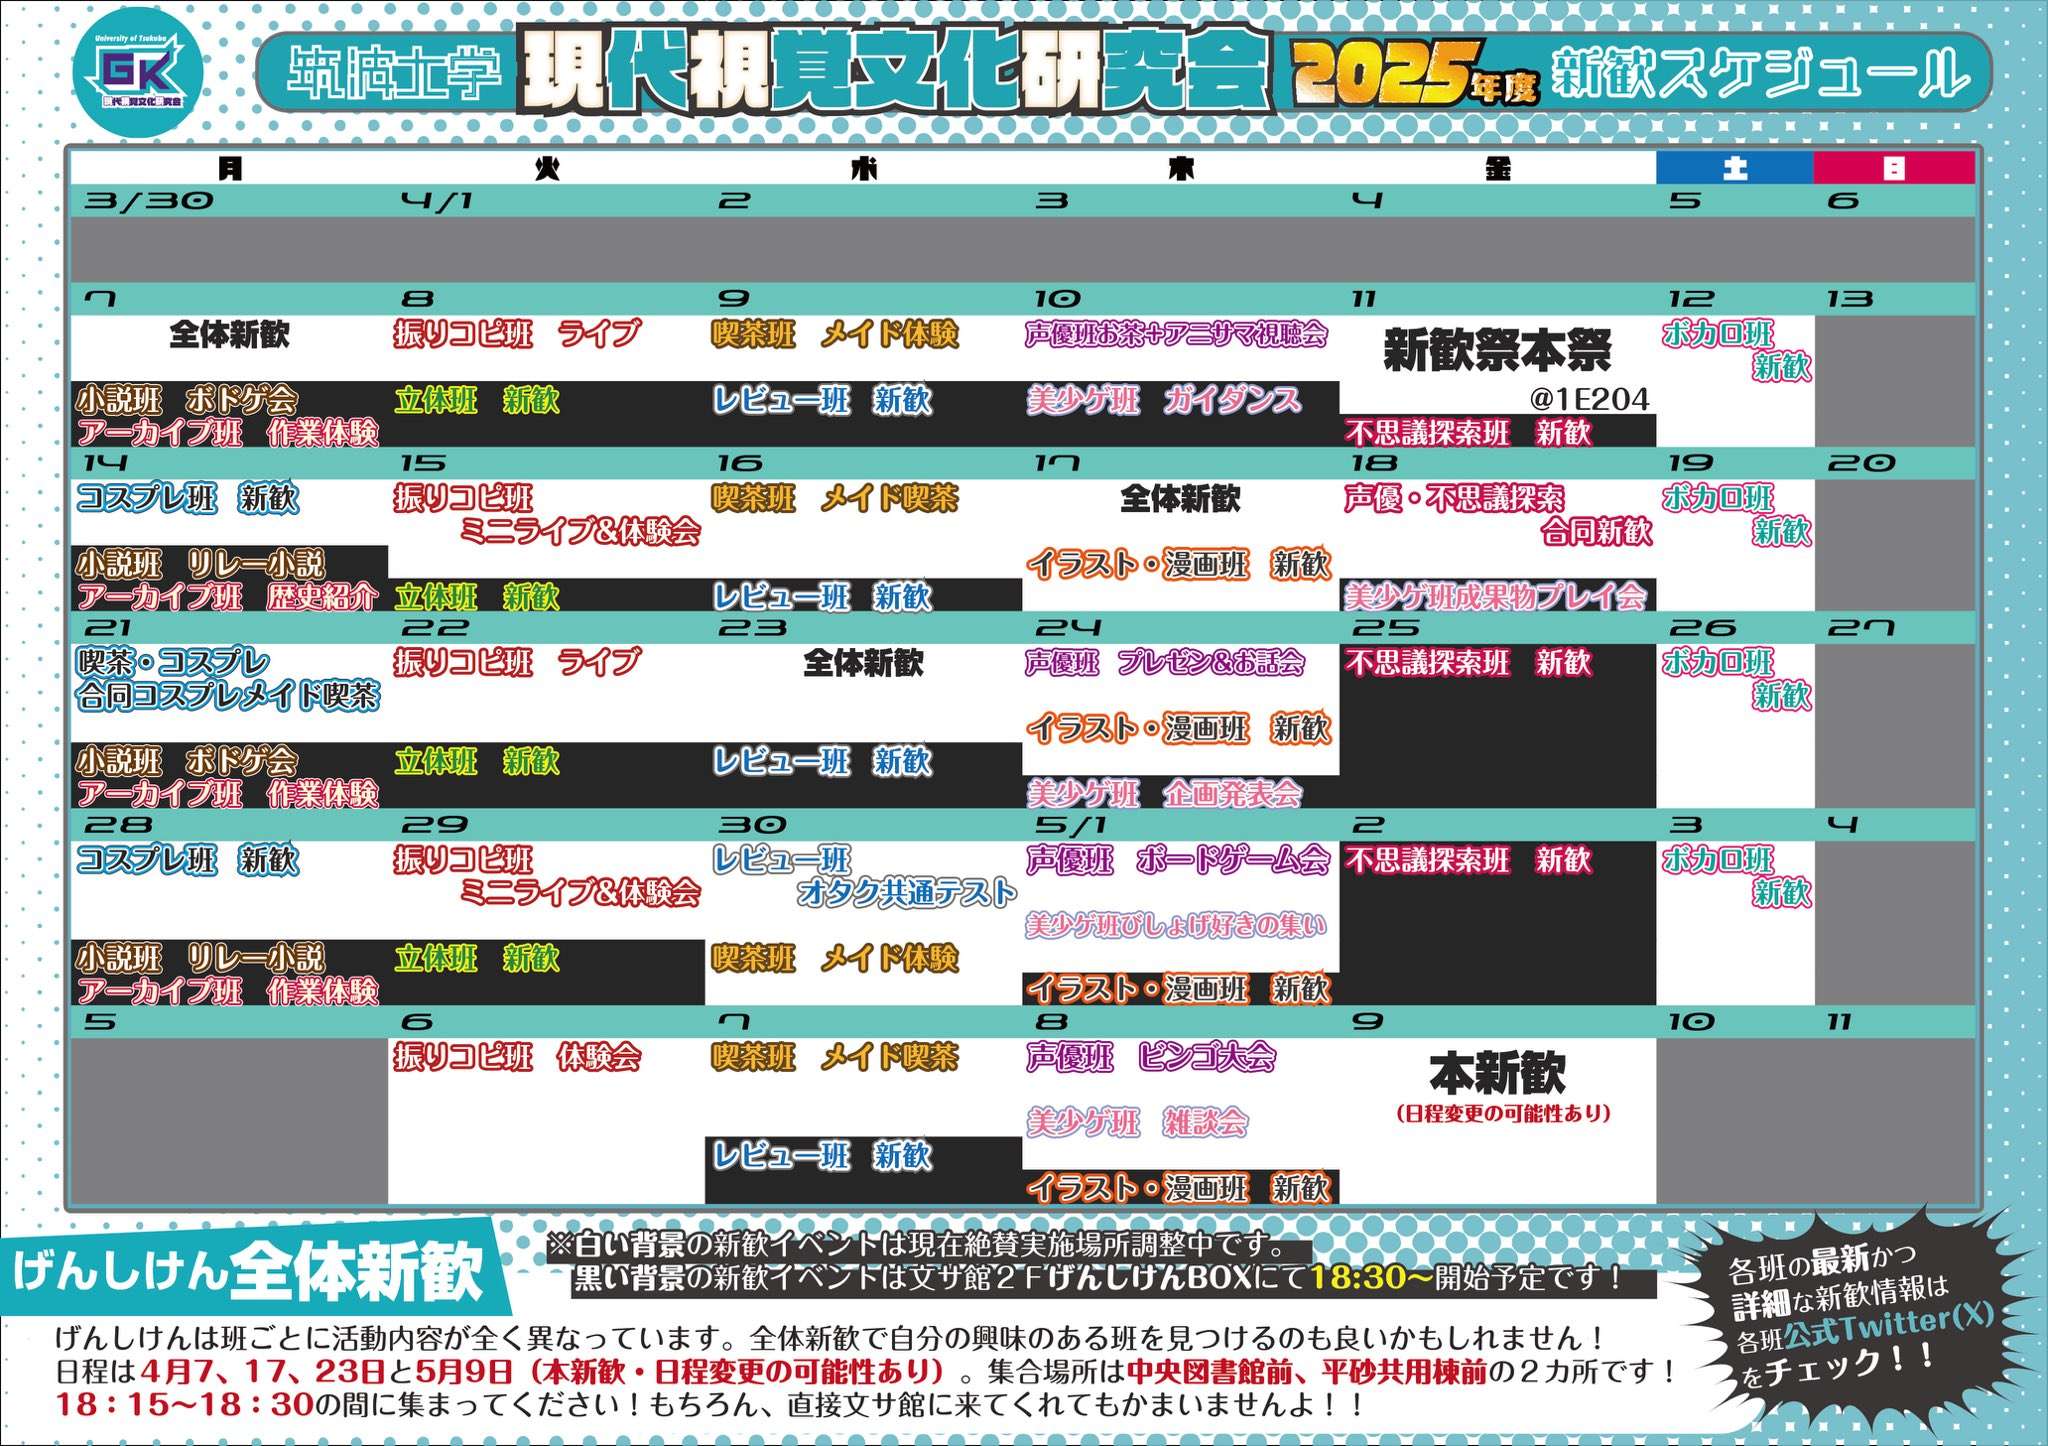 University of Tsukuba
GK
現代視覚文化研究会
筑波大学 現代視覚文化研究会 2025年度 新歓スケジュール
月 火 水 木 金 土 日
3/30 4/1 2 3 4 5 6
7 8 9 10 11 12 13
全体新歓
小説班 ボドゲ会
アーカイブ班 作業体験
振りコピ班 ライブ
立体班 新歓
喫茶班 メイド体験
レビュー班 新歓
声優班お茶+アニサマ視聴会
美少ゲ班 ガイダンス
新歓祭本祭
@1E204
不思議探索班 新歓
ボカロ班
新歓
14 15 16 17 18 19 20
コスプレ班 新歓
小説班 リレー小説
アーカイブ班 歴史紹介
振りコピ班
ミニライブ&体験会
立体班 新歓
喫茶班 メイド喫茶
レビュー班 新歓
全体新歓
イラスト・漫画班 新歓
声優・不思議探索
合同新歓
美少ゲ班成果物プレイ会
ボカロ班
新歓
21 22 23 24 25 26 27
喫茶・コスプレ
合同コスプレメイド喫茶
小説班 ボドゲ会
アーカイブ班 作業体験
振りコピ班 ライブ
立体班 新歓
全体新歓
レビュー班 新歓
声優班 プレゼン&お話会
イラスト・漫画班 新歓
美少ゲ班 企画発表会
不思議探索班 新歓
ボカロ班
新歓
28 29 30 5/1 2 3 4
コスプレ班 新歓
小説班 リレー小説
アーカイブ班 作業体験
振りコピ班
ミニライブ&体験会
立体班 新歓
レビュー班
オタク共通テスト
喫茶班 メイド体験
声優班 ボードゲーム会
美少ゲ班びしょげ好きの集い
イラスト・漫画班 新歓
不思議探索班 新歓
ボカロ班
新歓
5 6 7 8 9 10 11
振りコピ班 体験会
喫茶班 メイド喫茶
レビュー班 新歓
声優班 ビンゴ大会
美少ゲ班 雑談会
イラスト・漫画班 新歓
本新歓
(日程変更の可能性あり)
げんしけん全体新歓
※白い背景の新歓イベントは現在絶賛実施場所調整中です。
黒い背景の新歓イベントは文サ館2FげんしけんBOXにて18:30~開始予定です!
げんしけんは班ごとに活動内容が全く異なっています。全体新歓で自分の興味のある班を見つけるのも良いかもしれません!
日程は4月7、17、23日と5月9日(本新歓・日程変更の可能性あり)。集合場所は中央図書館前、平砂共用棟前の2カ所です!
18:15~18:30の間に集まってください!もちろん、直接文サ館に来てくれてもかまいませんよ!!
各班の最新かつ
詳細な新歓情報は
各班公式Twitter(X)
をチェック!!